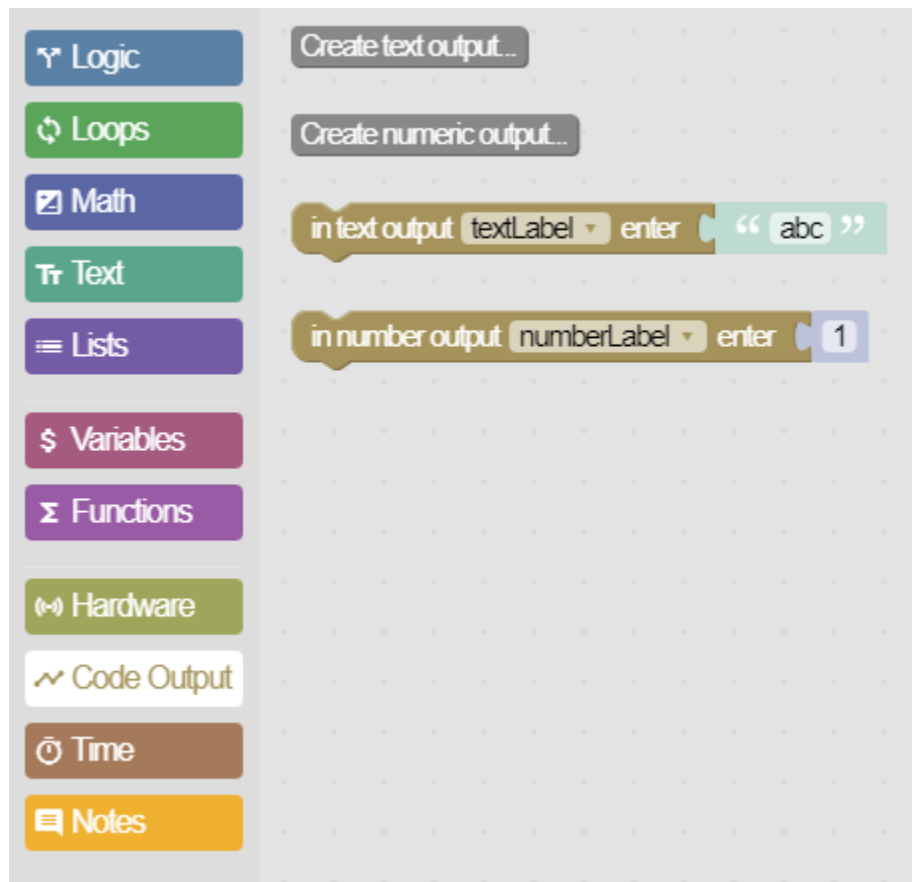 Logic
Loops
Math
Text
Lists
Variables
Functions
Hardware
Code Output
Time
Notes
Create text output...
Create numeric output...
in text output textLabel enter “ abc ”
in number output numberLabel enter 1